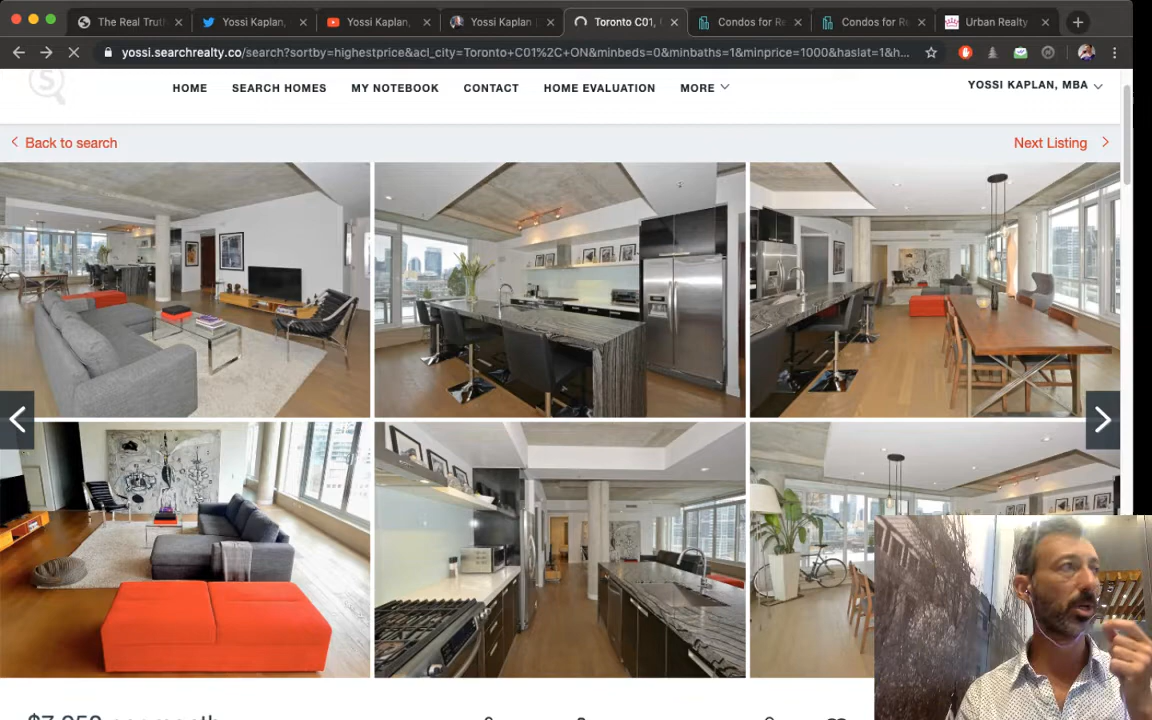 The Real Trut
Yossi Kaplan,
Yossi Kaplan,
Yossi Kaplan
Toronto C01,
Condos for Re
Condos for Re
Urban Realty
yossi.searchrealty.co/search?sortby=highestprice&acl_city=Toronto+C01%2C+ON&minbeds=0&minbaths=1&minprice=1000&haslat=1&h...
HOME
SEARCH HOMES
MY NOTEBOOK
CONTACT
HOME EVALUATION
MORE
YOSSI KAPLAN, MBA
Back to search
Next Listing